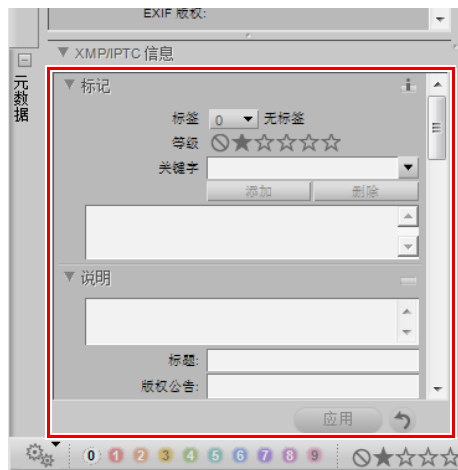 EXIF 版权:
XMP/IPTC 信息
元数据
标记
标签 0 无标签
等级
关键字
添加 删除
说明
标题:
版权公告:
应用
0 1 2 3 4 5 6 7 8 9